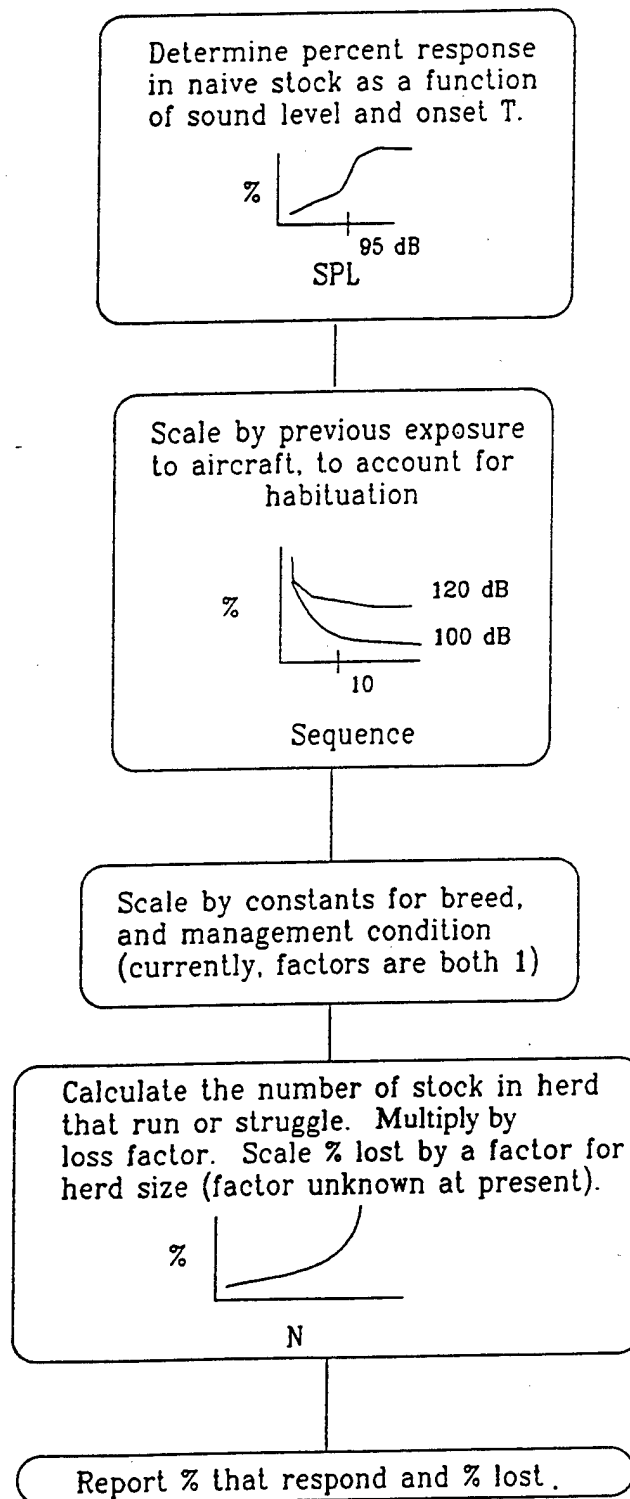 Determine percent response
in naive stock as a function
of sound level and onset T.
%
95 dB
SPL
Scale by previous exposure
to aircraft, to account for
habituation
120 dB
%
100 dB
10
Sequence
Scale by constants for breed,
and management condition
(currently, factors are both 1)
Calculate the number of stock in herd
that run or struggle. Multiply by
loss factor. Scale % lost by a factor for
herd size (factor unknown at present).
%
N
Report % that respond and % lost.